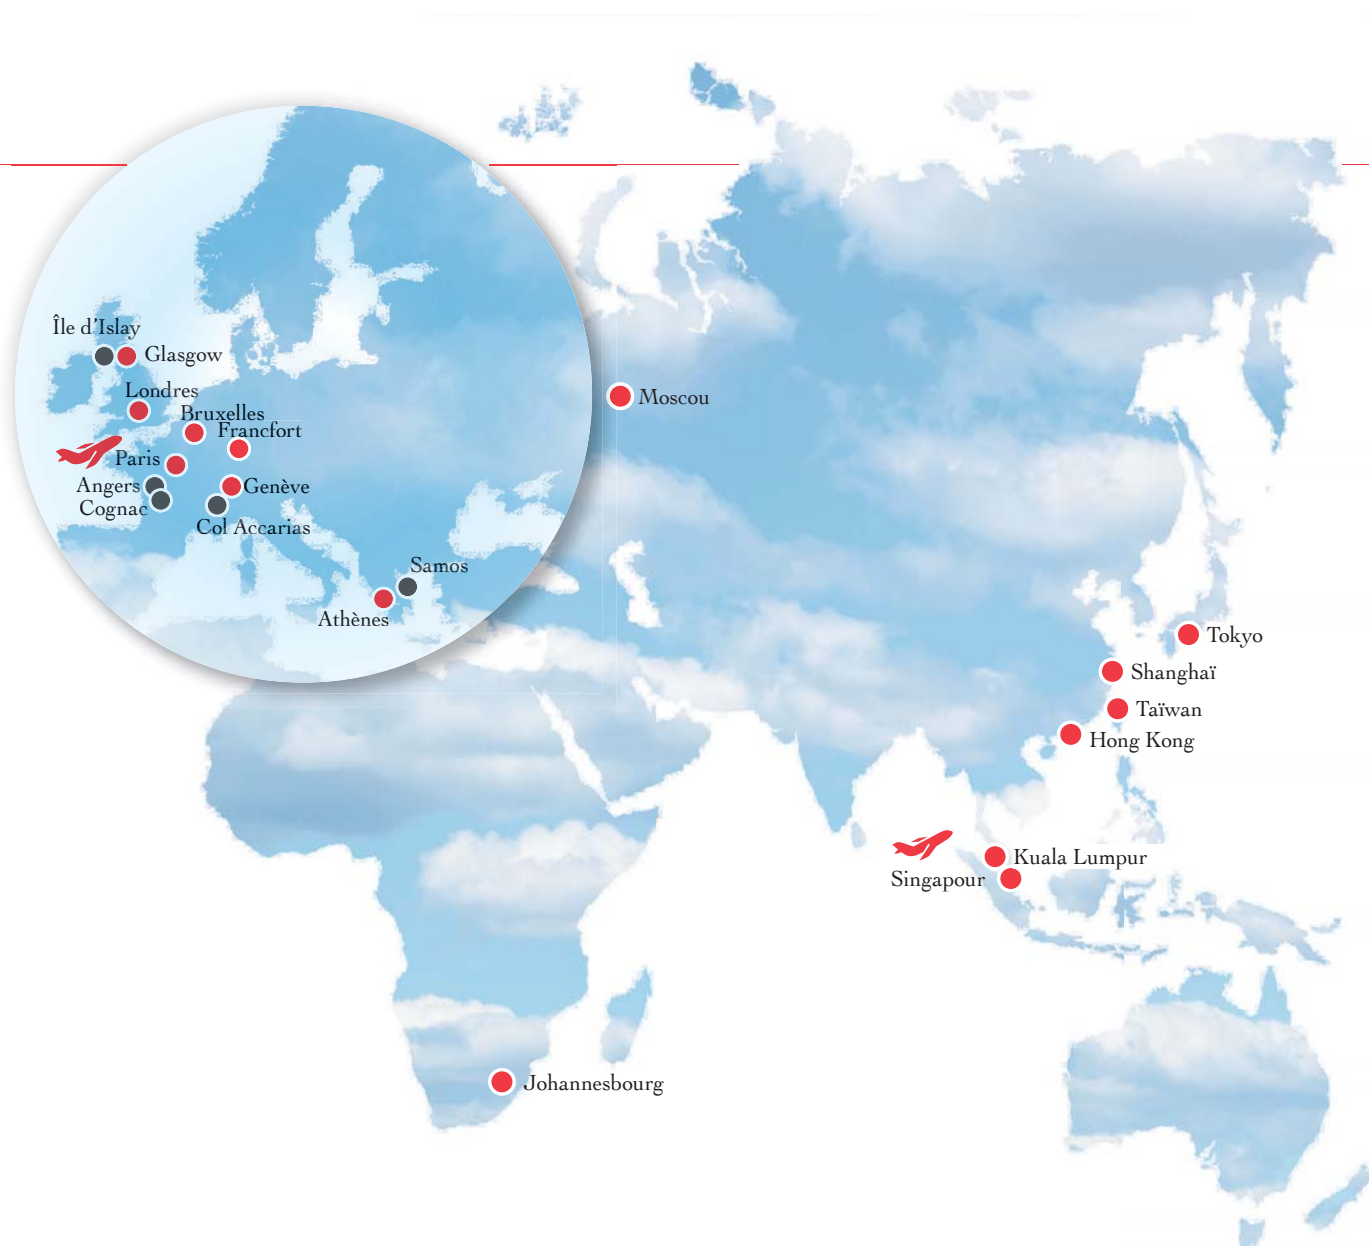 Île d'Islay
Glasgow
Londres
Bruxelles
Francfort
Paris
Angers
Genève
Cognac
Col Accarias
Samos
Athènes
Moscou
Tokyo
Shanghaï
Taïwan
Hong Kong
Kuala Lumpur
Singapour
Johannesbourg